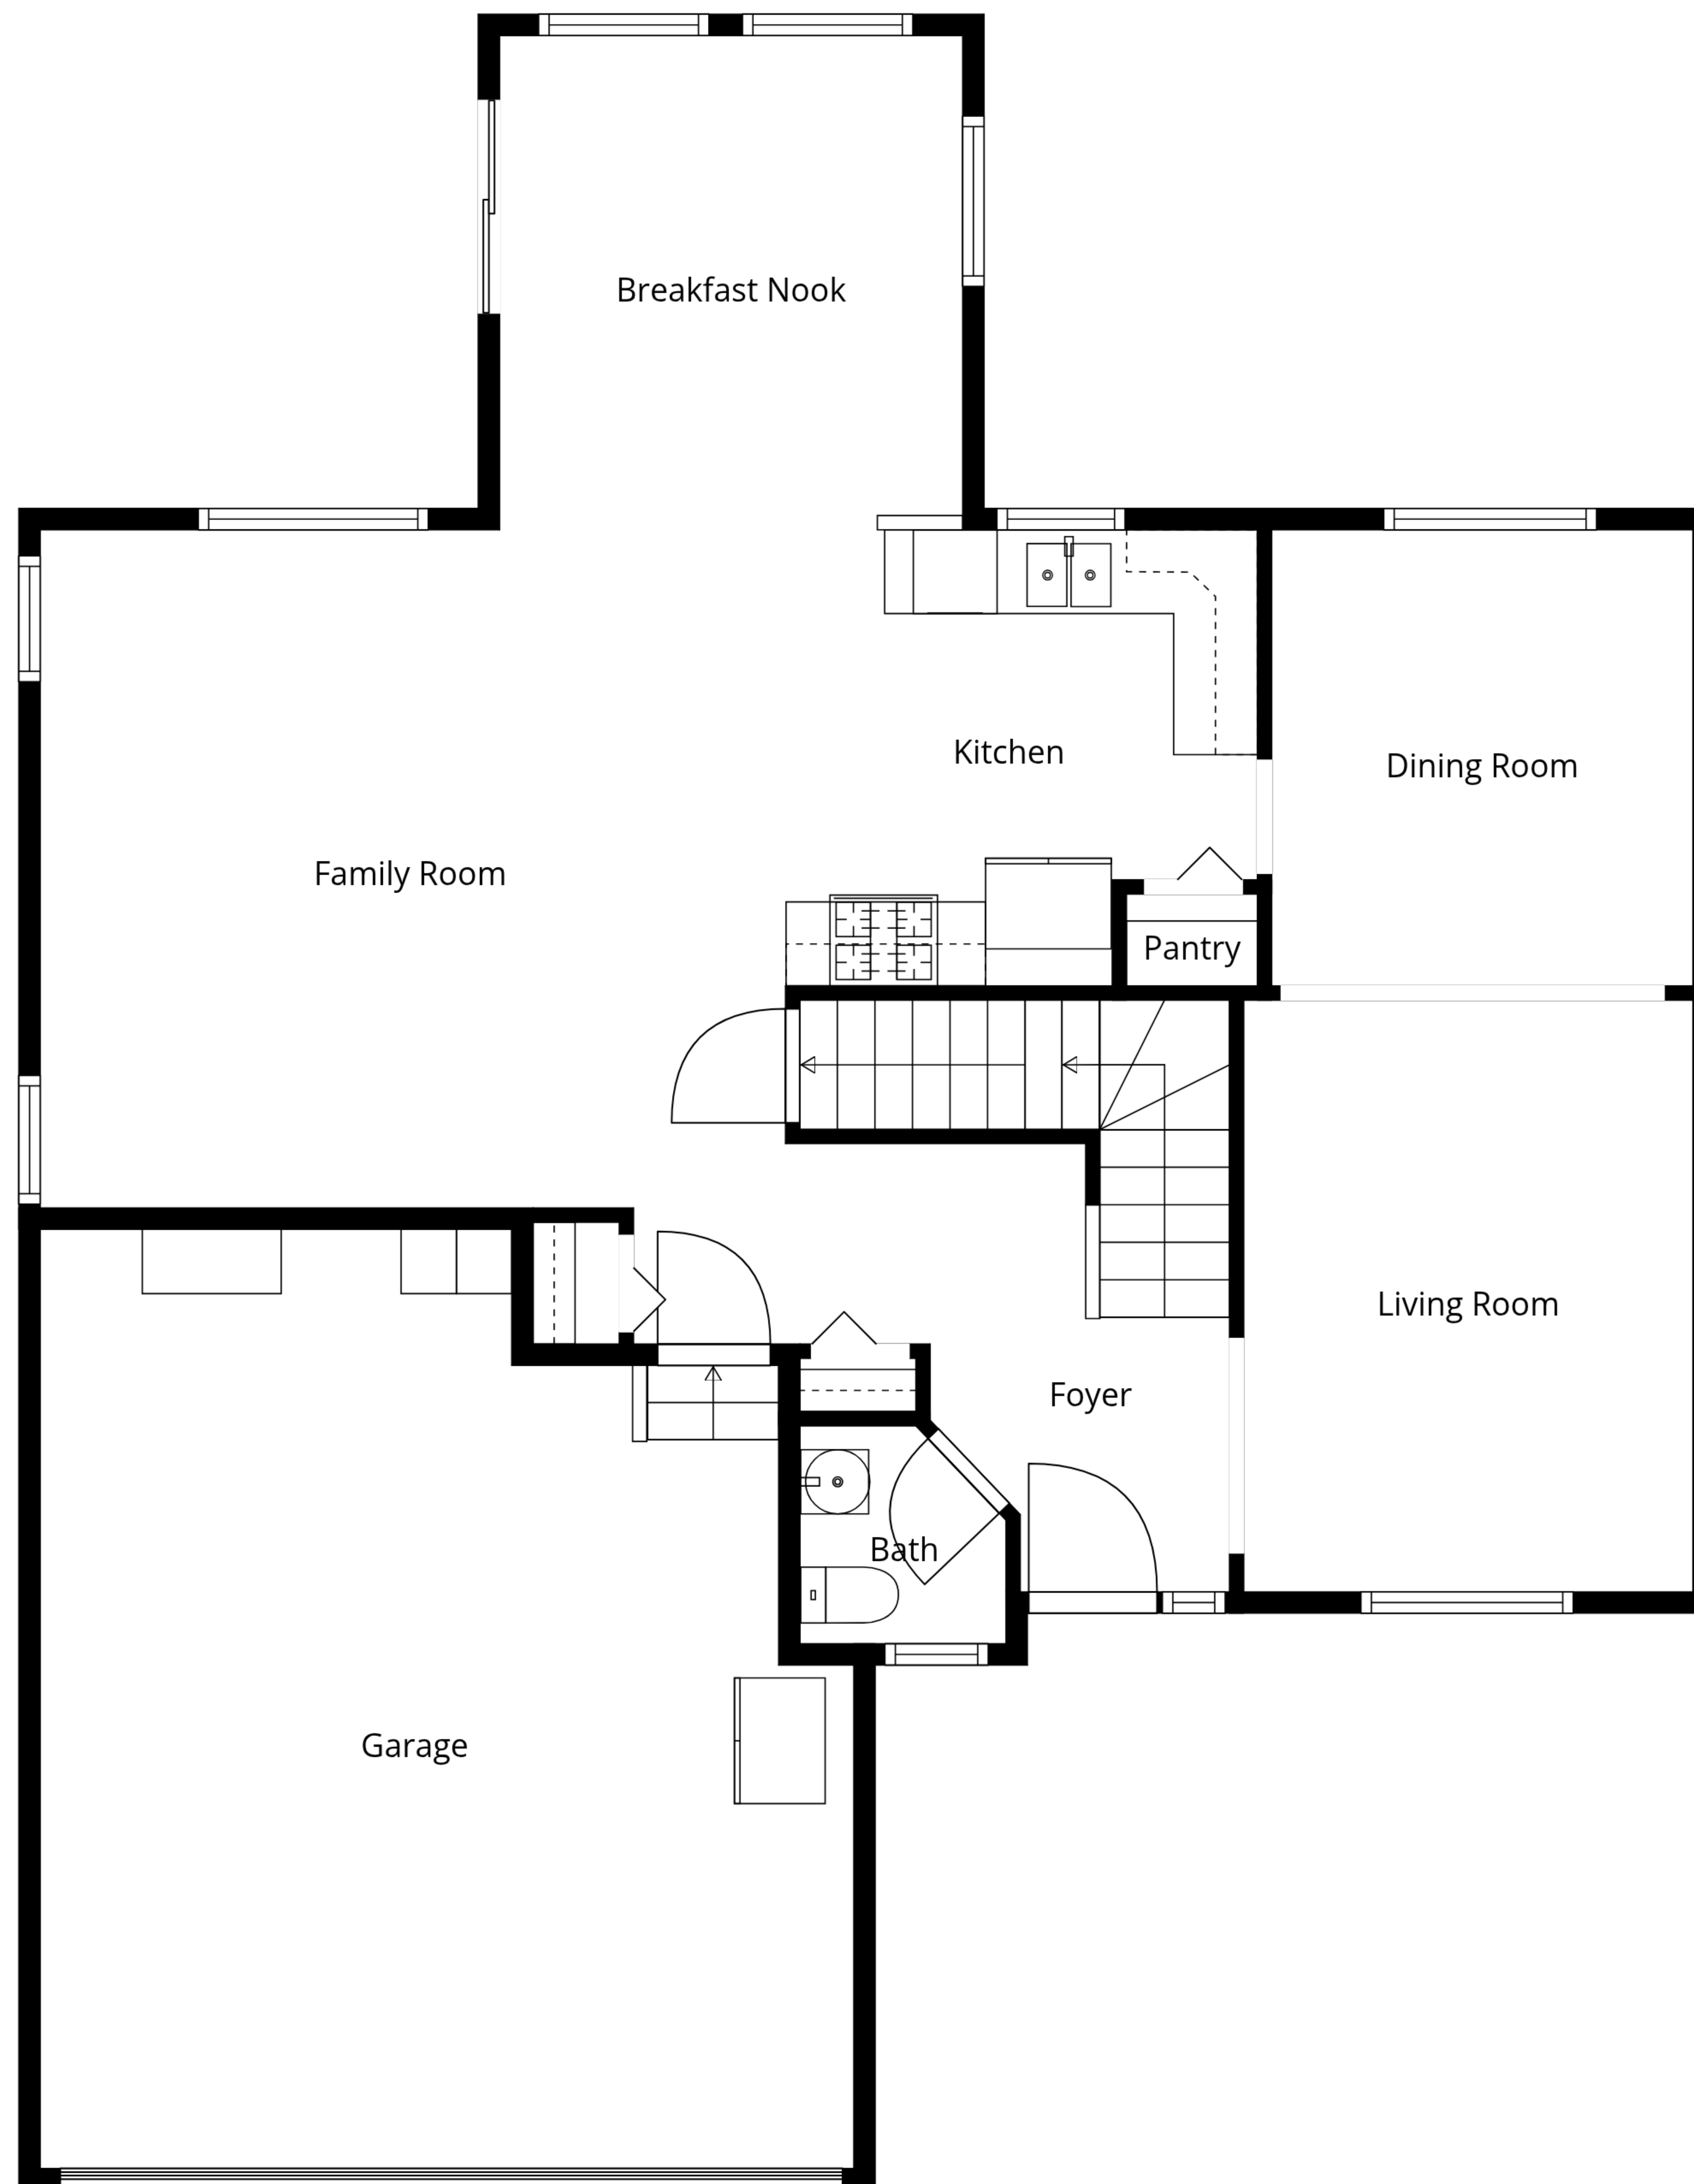 Breakfast Nook
Kitchen
Dining Room
Family Room
Pantry
Living Room
Foyer
Bath
Garage